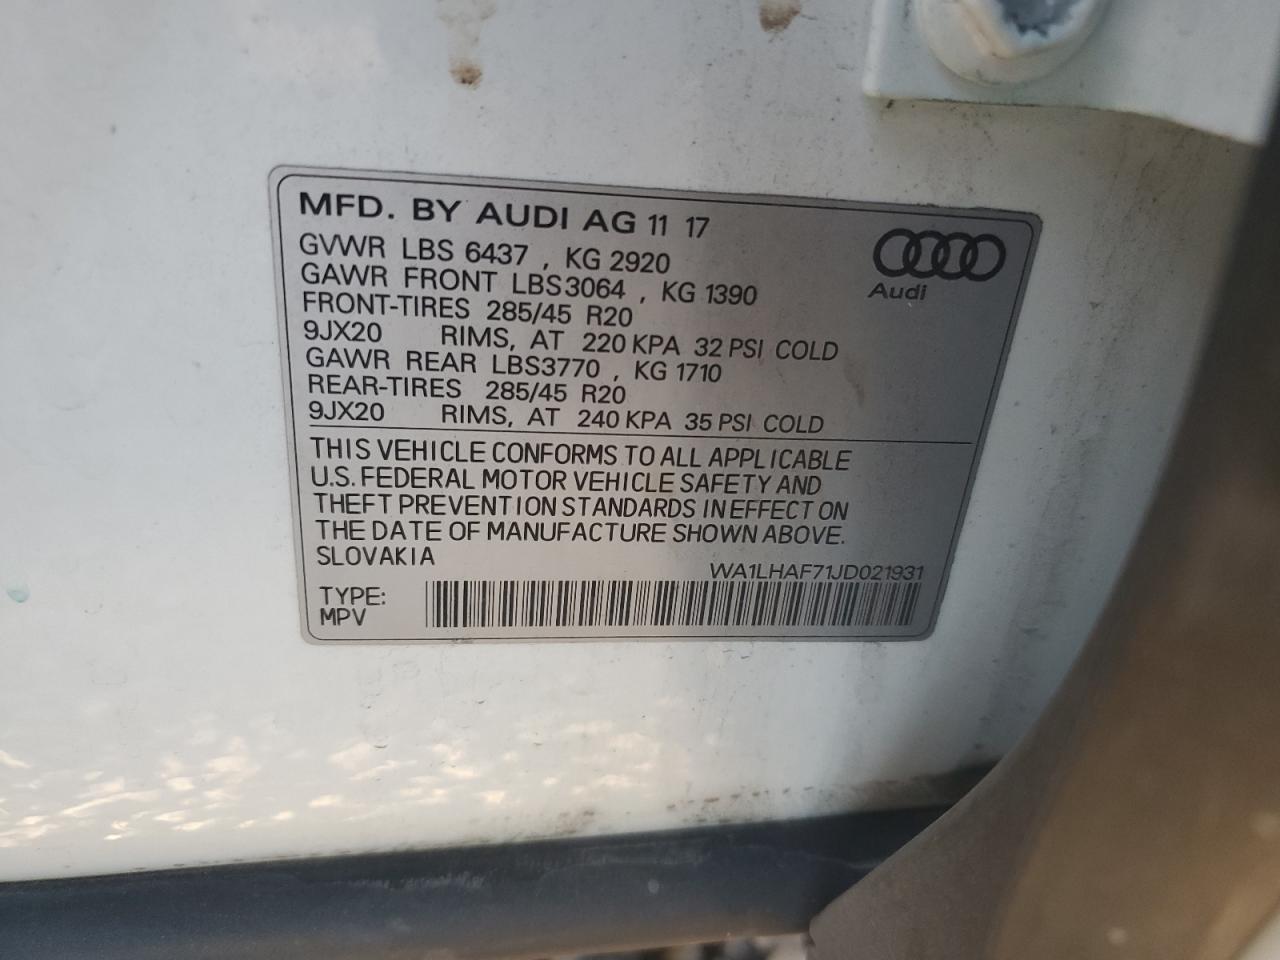 MFD. BY AUDI AG 11 17
GVWR LBS 6437 , KG 2920
GAWR FRONT LBS3064 , KG 1390
FRONT-TIRES 285/45 R20
9JX20 RIMS, AT 220 KPA 32 PSI COLD
GAWR REAR LBS3770 , KG 1710
REAR-TIRES 285/45 R20
9JX20 RIMS, AT 240 KPA 35 PSI COLD
Audi
THIS VEHICLE CONFORMS TO ALL APPLICABLE
U.S. FEDERAL MOTOR VEHICLE SAFETY AND
THEFT PREVENTION STANDARDS IN EFFECT ON
THE DATE OF MANUFACTURE SHOWN ABOVE.
SLOVAKIA
WA1LHAF71JD021931
TYPE:
MPV